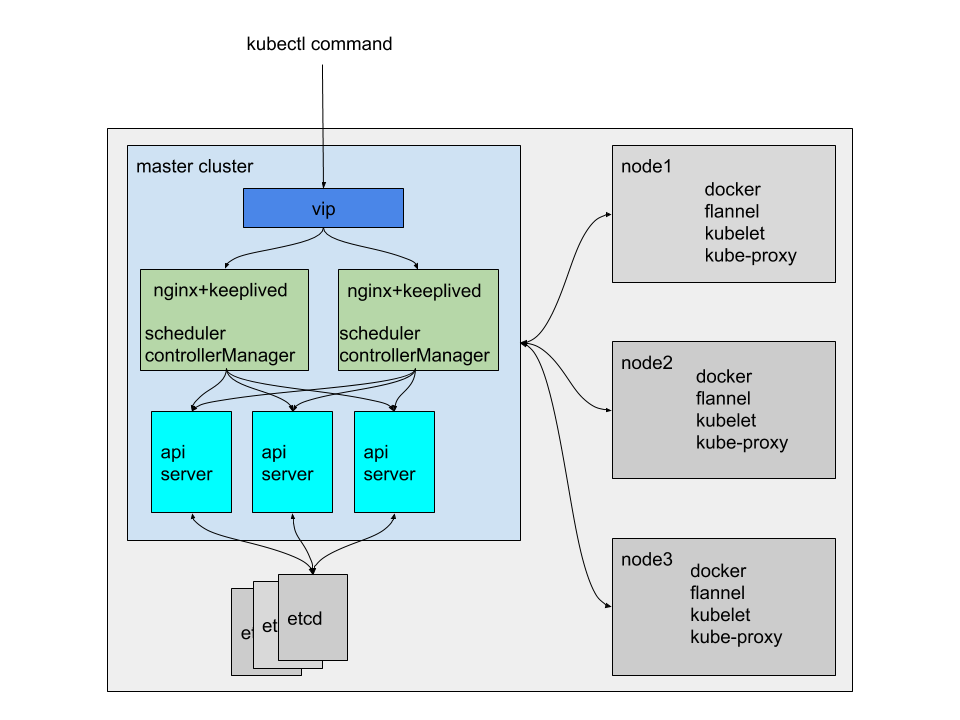 kubectl command
master cluster
vip
nginx+keeplived
scheduler
controllerManager
nginx+keeplived
scheduler
controllerManager
api
server
api
server
api
server
et
et
etcd
node1
docker
flannel
kubelet
kube-proxy
node2
docker
flannel
kubelet
kube-proxy
node3
docker
flannel
kubelet
kube-proxy